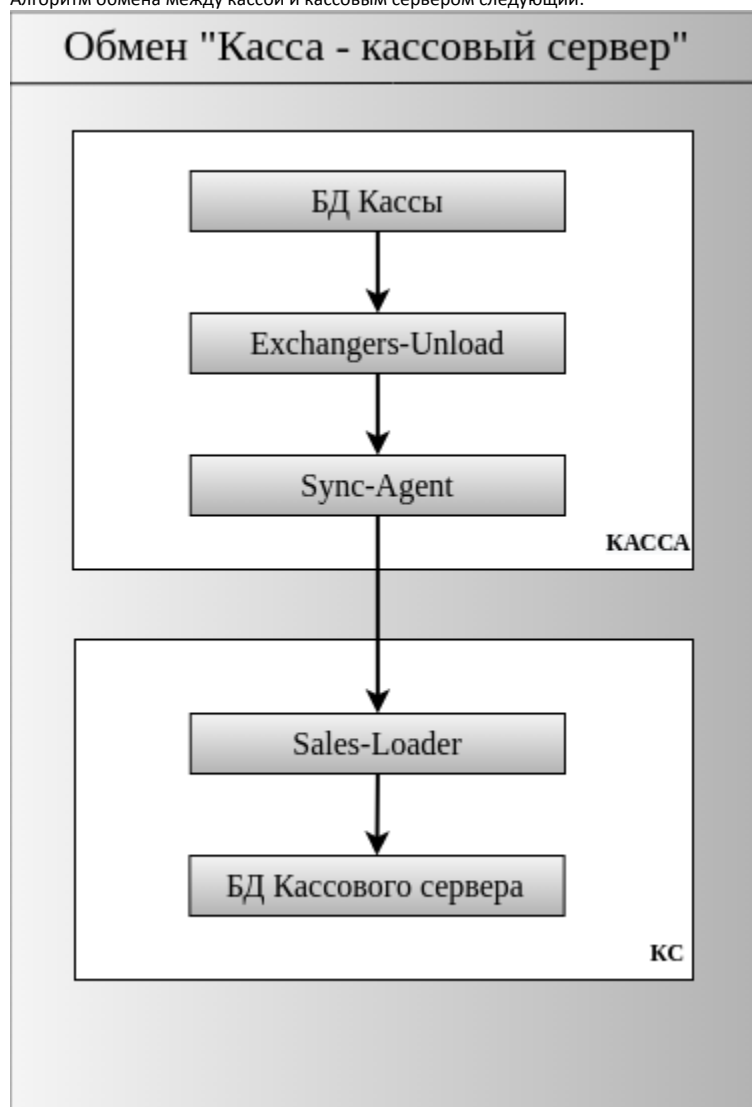 Алгоритм обмена между кассой и кассовым сервером следующий:
Обмен "Касса - кассовый сервер"
БД Кассы
Exchangers-Unload
Sync-Agent
КАССА
Sales-Loader
БД Кассового сервера
КС